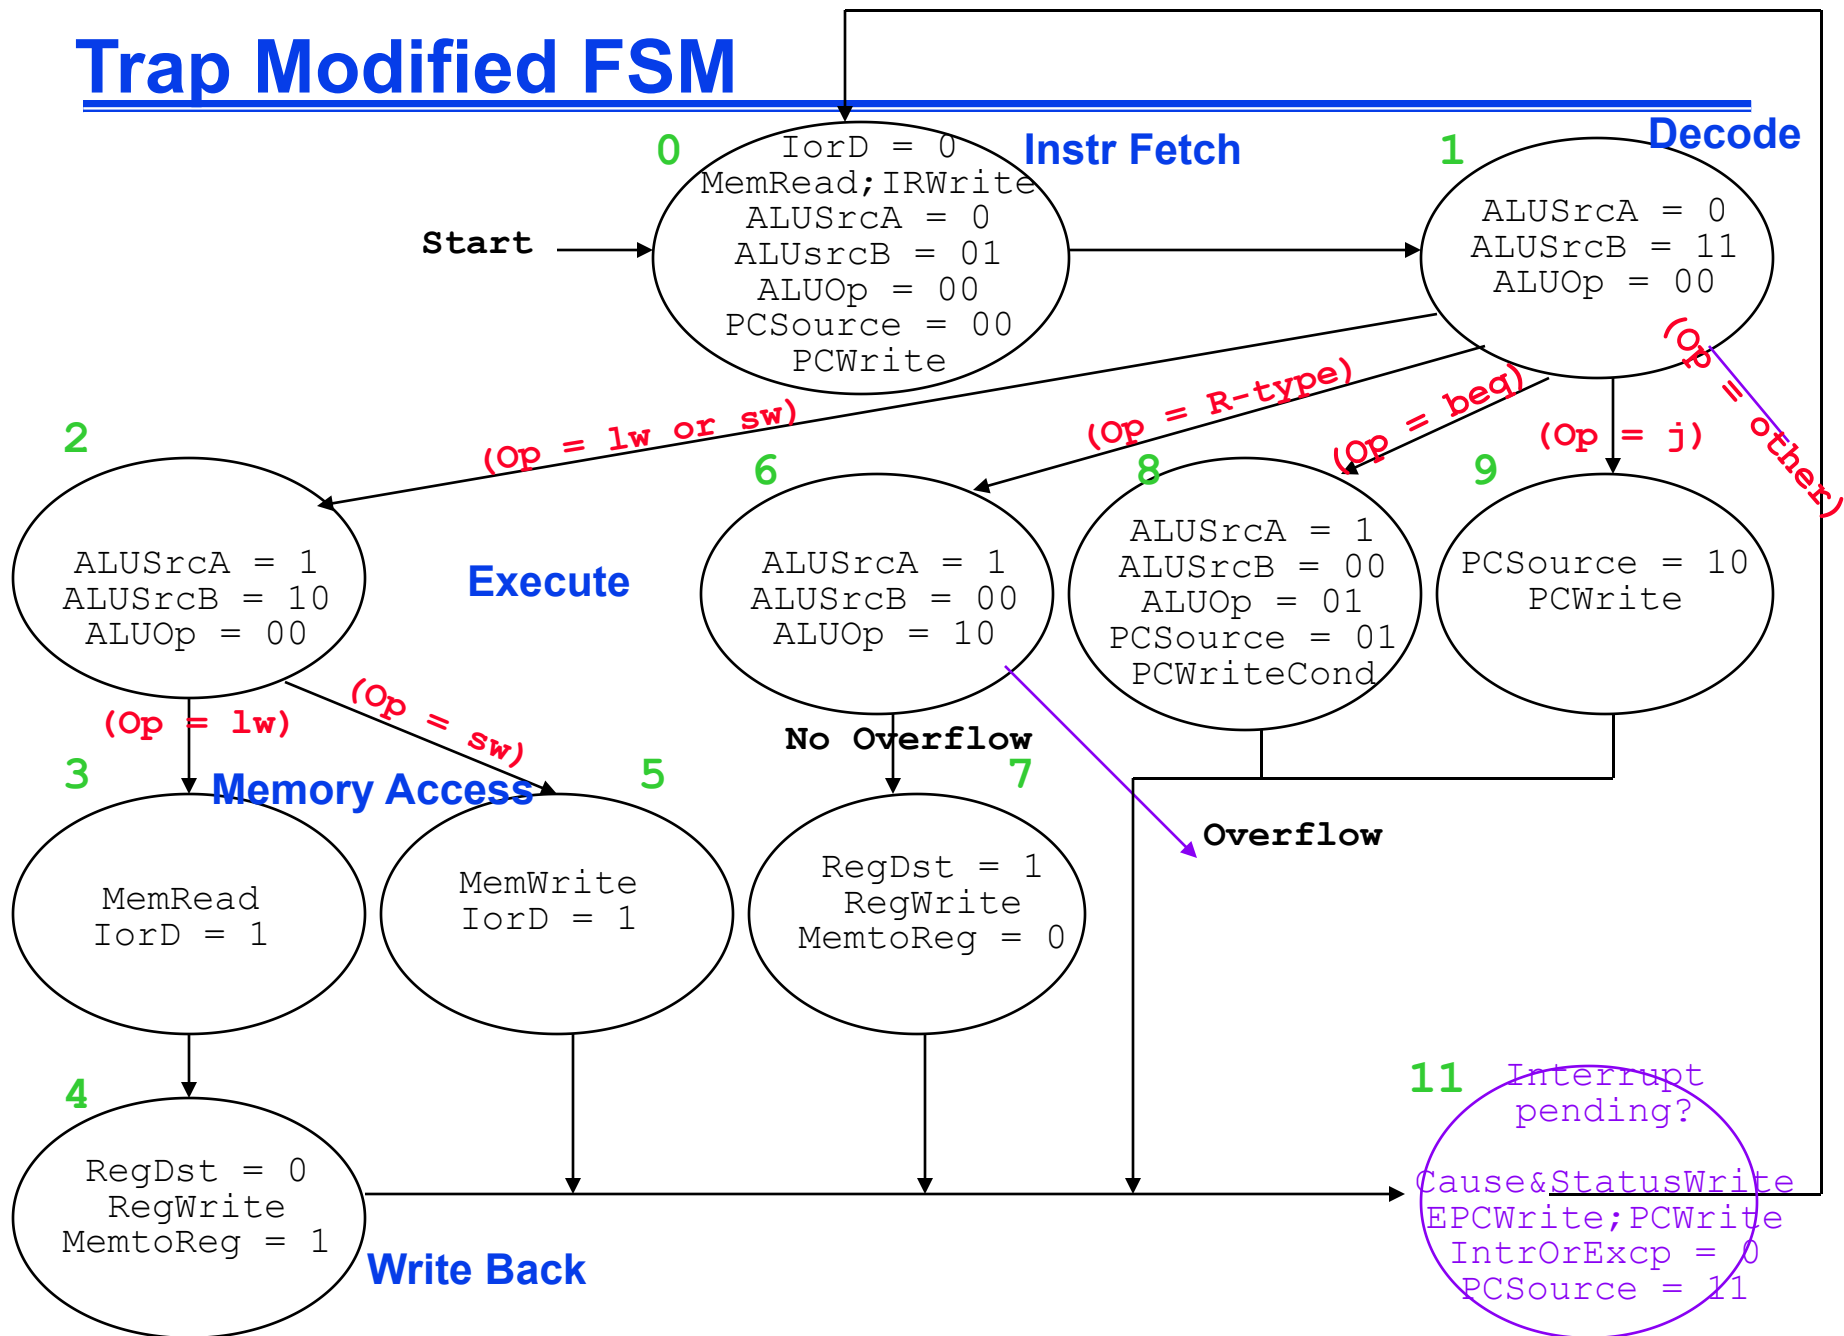 Trap Modified FSM
0
IorD = 0
MemRead;IRWrite
ALUSrcA = 0
ALUsrcB = 01
ALUOp = 00
PCSource = 00
PCWrite
Instr Fetch
Start
1
Decode
ALUSrcA = 0
ALUSrcB = 11
ALUOp = 00
(Op = lw or sw)
(Op = R-type)
(Op = beq)
(Op = j)
(Op = other)
2
ALUSrcA = 1
ALUSrcB = 10
ALUOp = 00
Execute
6
ALUSrcA = 1
ALUSrcB = 00
ALUOp = 10
8
ALUSrcA = 1
ALUSrcB = 00
ALUOp = 01
PCSource = 01
PCWriteCond
9
PCSource = 10
PCWrite
(Op = lw)
(Op = sw)
No Overflow
Overflow
3
Memory Access
MemRead
IorD = 1
5
MemWrite
IorD = 1
7
RegDst = 1
RegWrite
MemtoReg = 0
4
RegDst = 0
RegWrite
MemtoReg = 1
Write Back
11
Interrupt
pending?
Cause&StatusWrite
EPCWrite;PCWrite
IntrOrExcp = 0
PCSource = 11